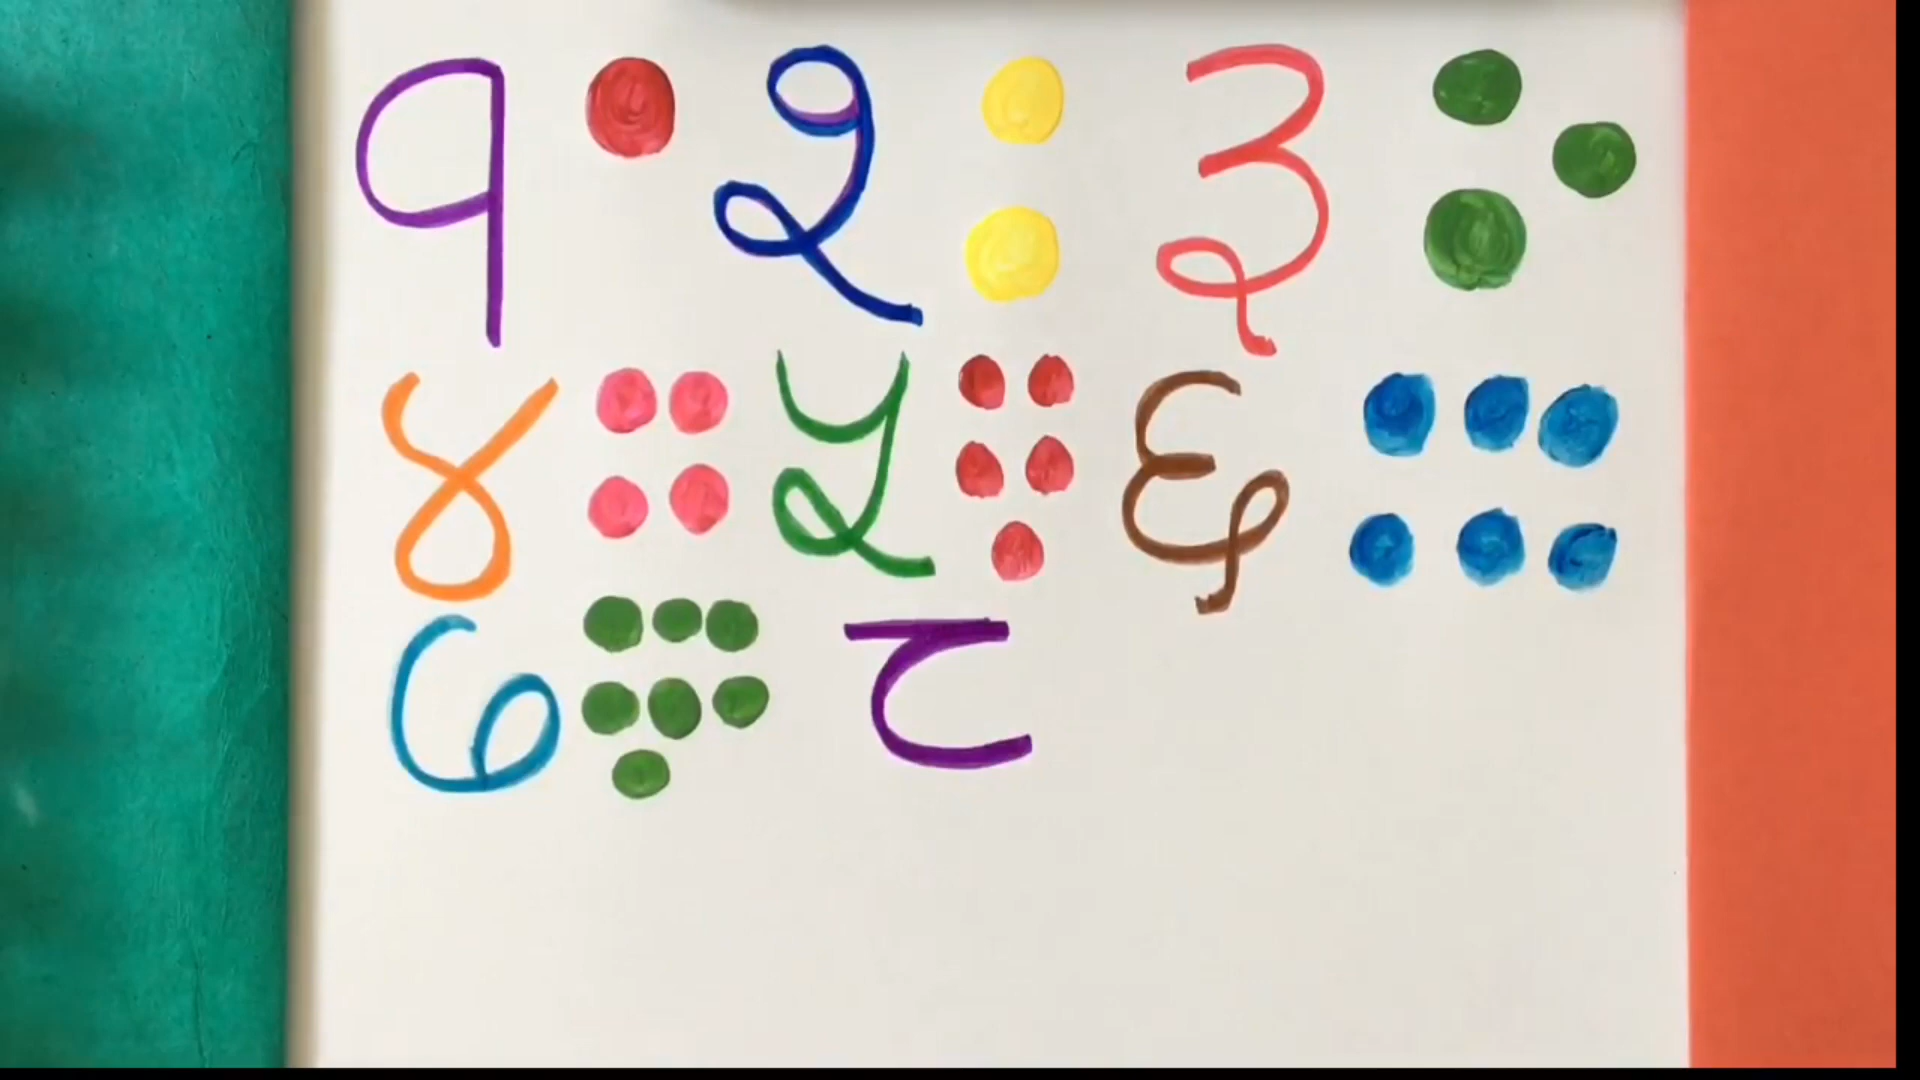 १ २ ३
४ ५ ६
७ ८